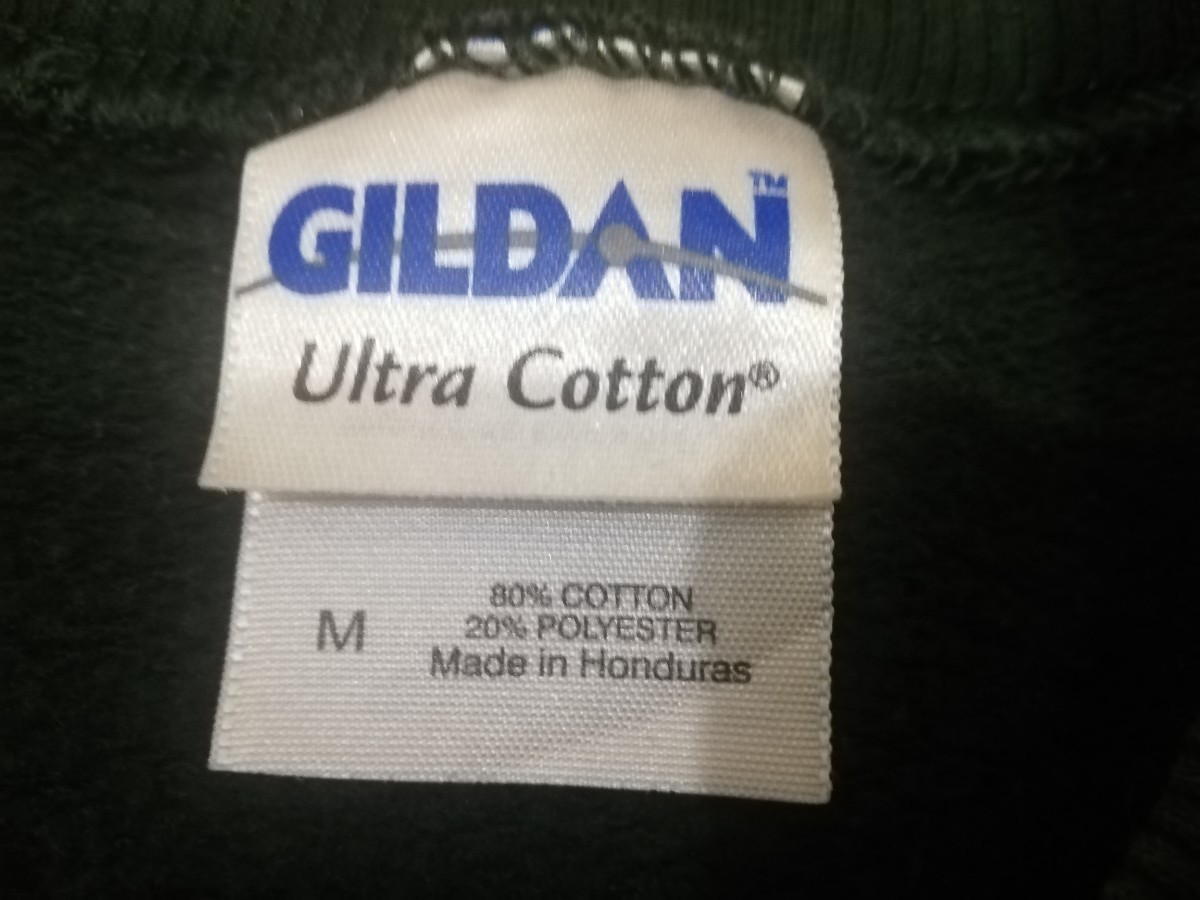 GILDAN™
Ultra Cotton®
M
80% COTTON
20% POLYESTER
Made in Honduras